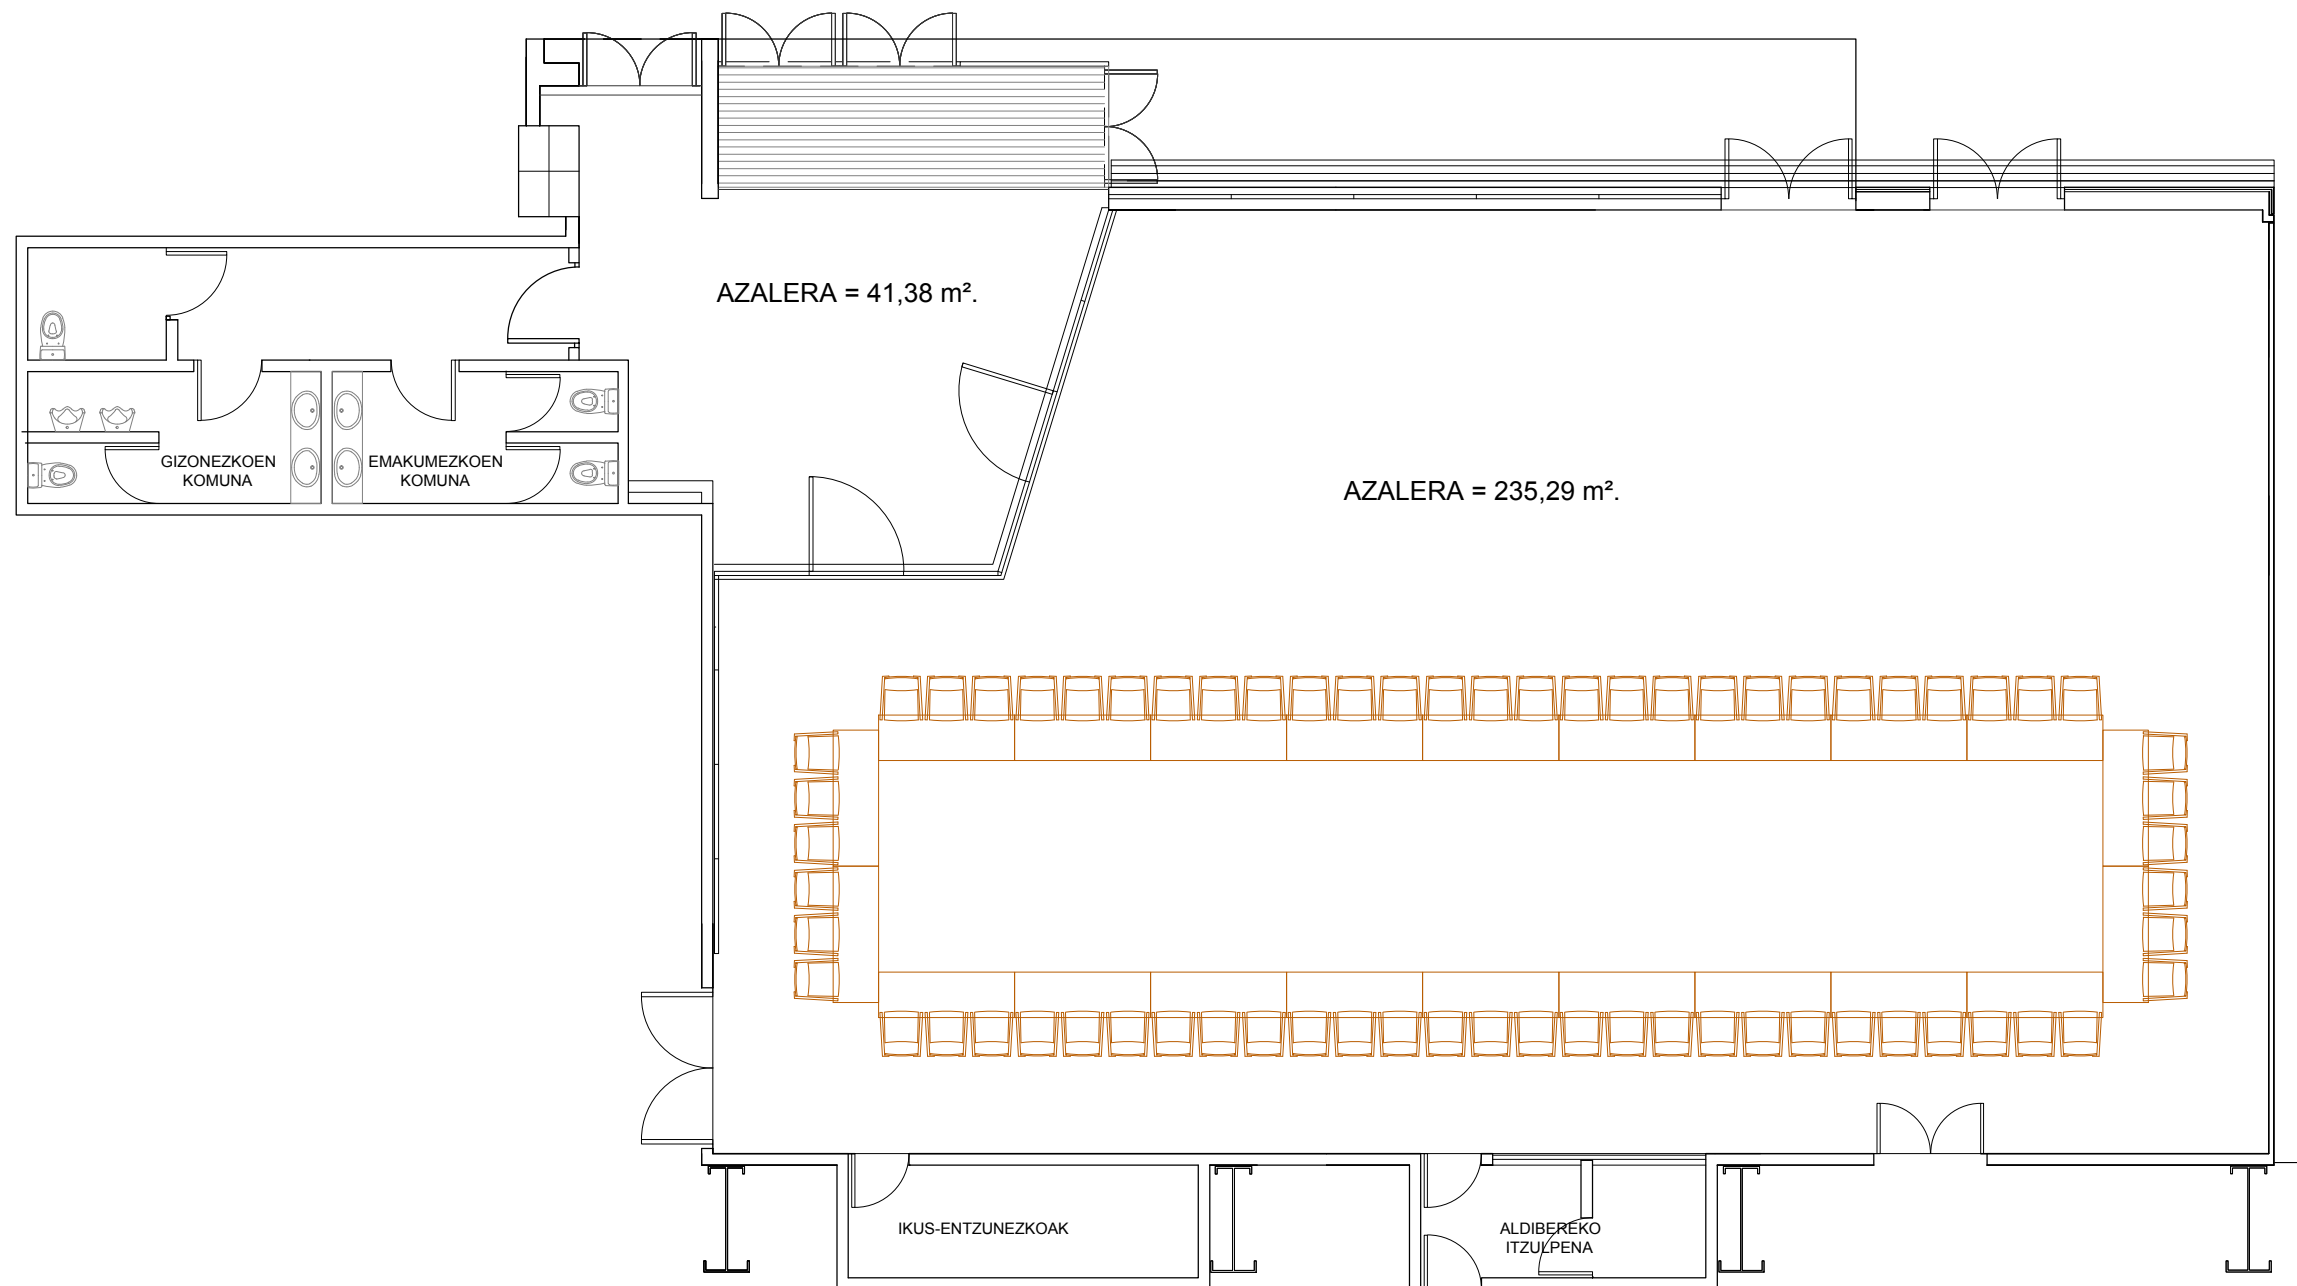 AZALERA = 41,38 m².
GIZONEZKOEN
KOMUNA
EMAKUMEZKOEN
KOMUNA
AZALERA = 235,29 m².
IKUS-ENTZUNEZKOAK
ALDIBEREKO
ITZULPENA